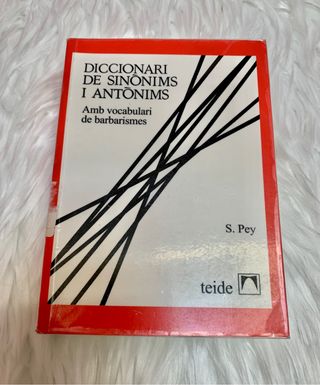 DICCIONARI
DE SINÒNIMS
I ANTÒNIMS
Amb vocabulari
de barbarismes
S. Pey
teide